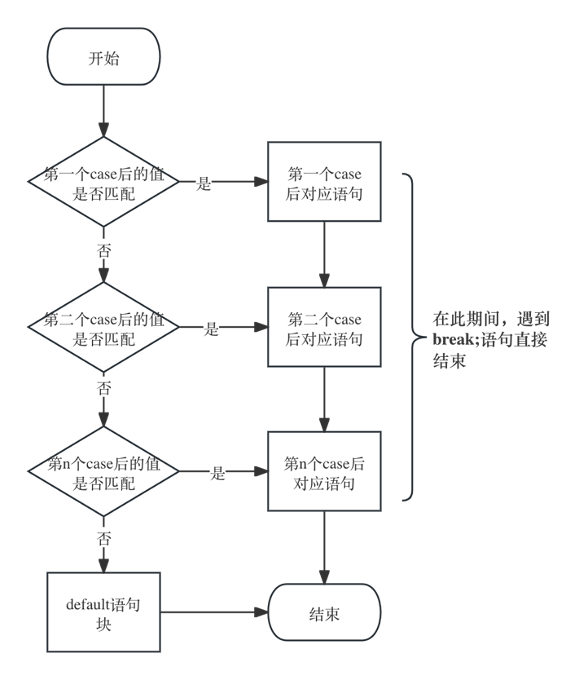 开始
第一个case后的值
是否匹配
是
第一个case
后对应语句
否
第二个case后的值
是否匹配
是
第二个case
后对应语句
在此期间，遇到
break;语句直接
结束
否
第n个case后的值
是否匹配
是
第n个case后
对应语句
否
default语句
块
结束